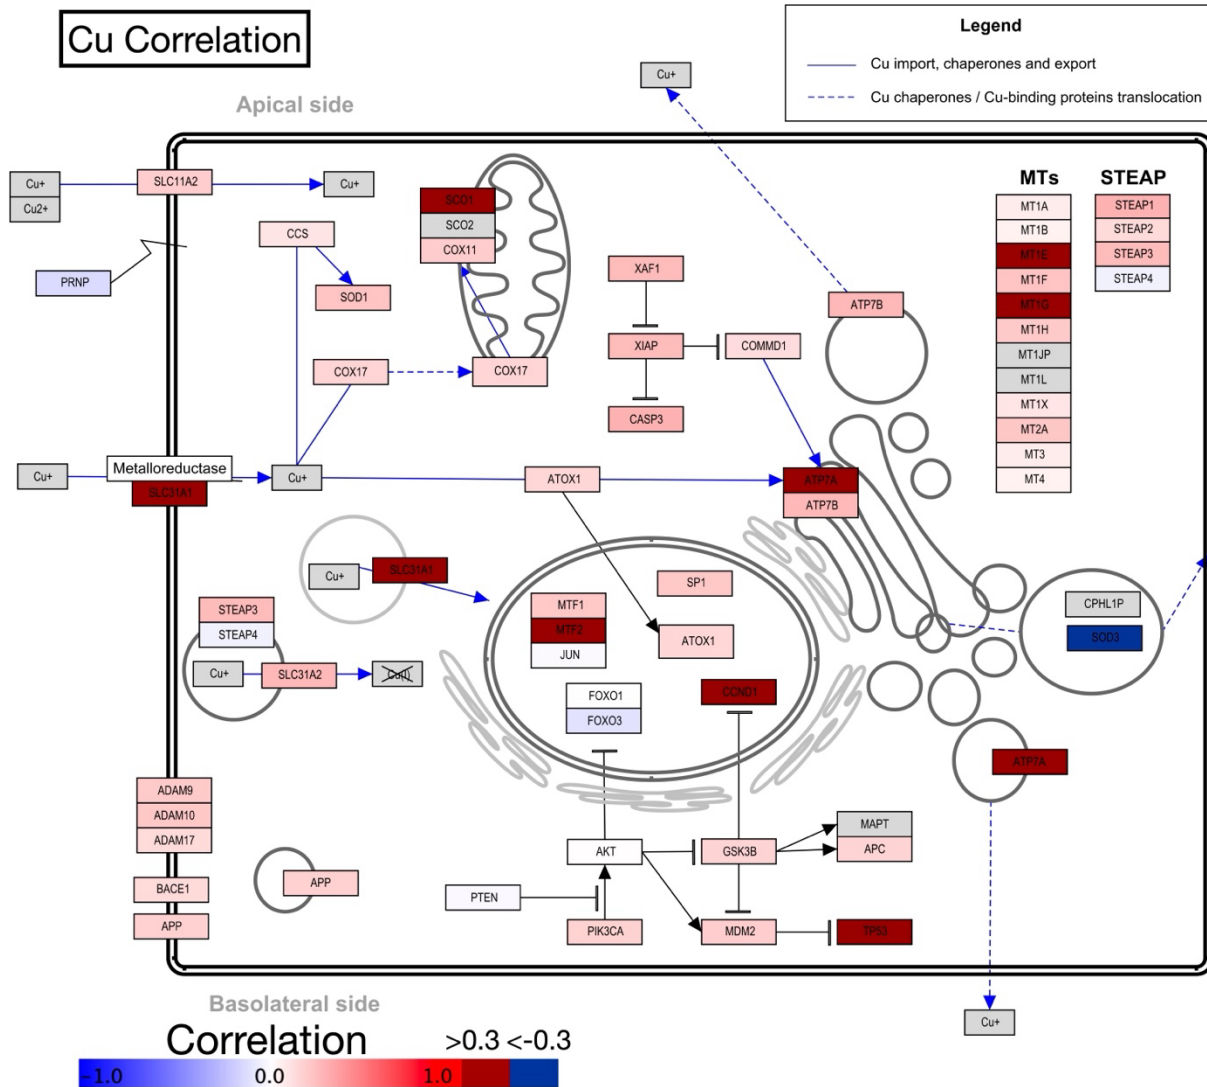 Cu Correlation
Legend
Cu import, chaperones and export
Cu chaperones / Cu-binding proteins translocation
Apical side
Cu+
Cu+
Cu2+
SLC11A2
Cu+
PRNP
CCS
SOD1
SCO1
SCO2
COX11
COX17
COX17
XAF1
XIAP
COMMD1
CASP3
ATP7B
MTs
MT1A
MT1B
MT1E
MT1F
MT1G
MT1H
MT1JP
MT1L
MT1X
MT2A
MT3
MT4
STEAP
STEAP1
STEAP2
STEAP3
STEAP4
Cu+
Metalloreductase
SLC31A1
Cu+
ATOX1
ATP7A
ATP7B
Cu+
SLC31A1
STEAP3
STEAP4
Cu+
SLC31A2
Cu(I)
MTF1
MTF2
JUN
SP1
ATOX1
FOXO1
FOXO3
CCND1
CPHL1P
SOD3
ATP7A
ADAM9
ADAM10
ADAM17
BACE1
APP
APP
AKT
GSK3B
MAPT
APC
PTEN
PIK3CA
MDM2
TP53
Cu+
Basolateral side
Correlation
>0.3 <-0.3
-1.0 0.0 1.0